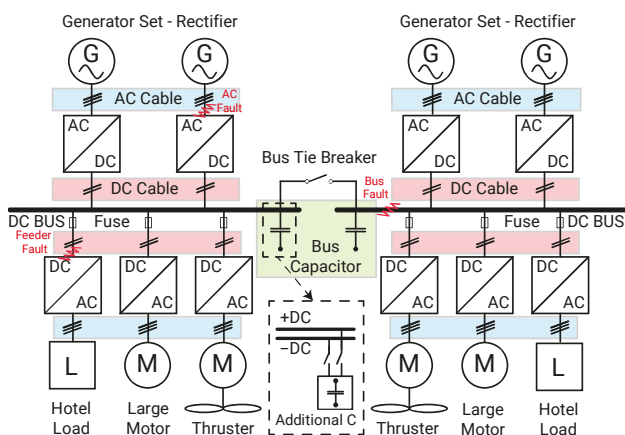 Generator Set - Rectifier
Generator Set - Rectifier
G
G
G
G
AC Cable
AC
Fault
AC Cable
AC
DC
AC
DC
AC
DC
AC
DC
Bus Tie Breaker
DC Cable
Bus
Fault
DC Cable
DC BUS
Fuse
Fuse
DC BUS
Feeder
Fault
Bus
Capacitor
DC
AC
DC
AC
DC
AC
DC
AC
DC
AC
DC
AC
+DC
−DC
Additional C
L
M
M
M
M
L
Hotel
Load
Large
Motor
Thruster
Thruster
Large
Motor
Hotel
Load